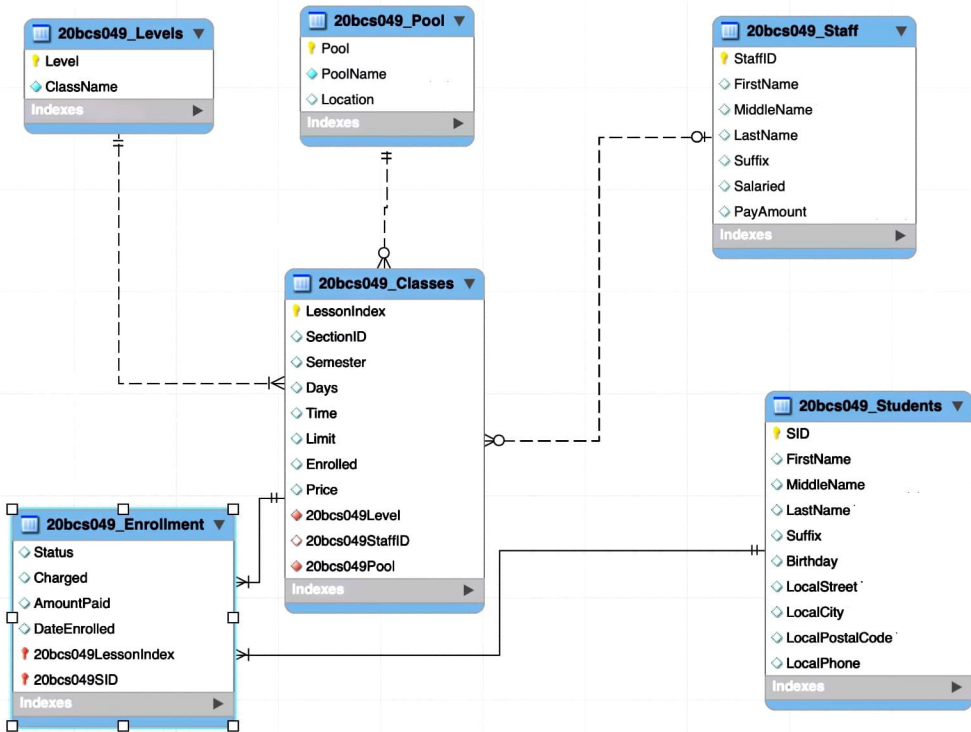 20bcs049_Levels
Level
ClassName
Indexes
20bcs049_Pool
Pool
PoolName
Location
Indexes
20bcs049_Staff
StaffID
FirstName
MiddleName
LastName
Suffix
Salaried
PayAmount
Indexes
20bcs049_Classes
LessonIndex
SectionID
Semester
Days
Time
Limit
Enrolled
Price
20bcs049Level
20bcs049StaffID
20bcs049Pool
Indexes
20bcs049_Students
SID
FirstName
MiddleName
LastName
Suffix
Birthday
LocalStreet
LocalCity
LocalPostalCode
LocalPhone
Indexes
20bcs049_Enrollment
Status
Charged
AmountPaid
DateEnrolled
20bcs049LessonIndex
20bcs049SID
Indexes